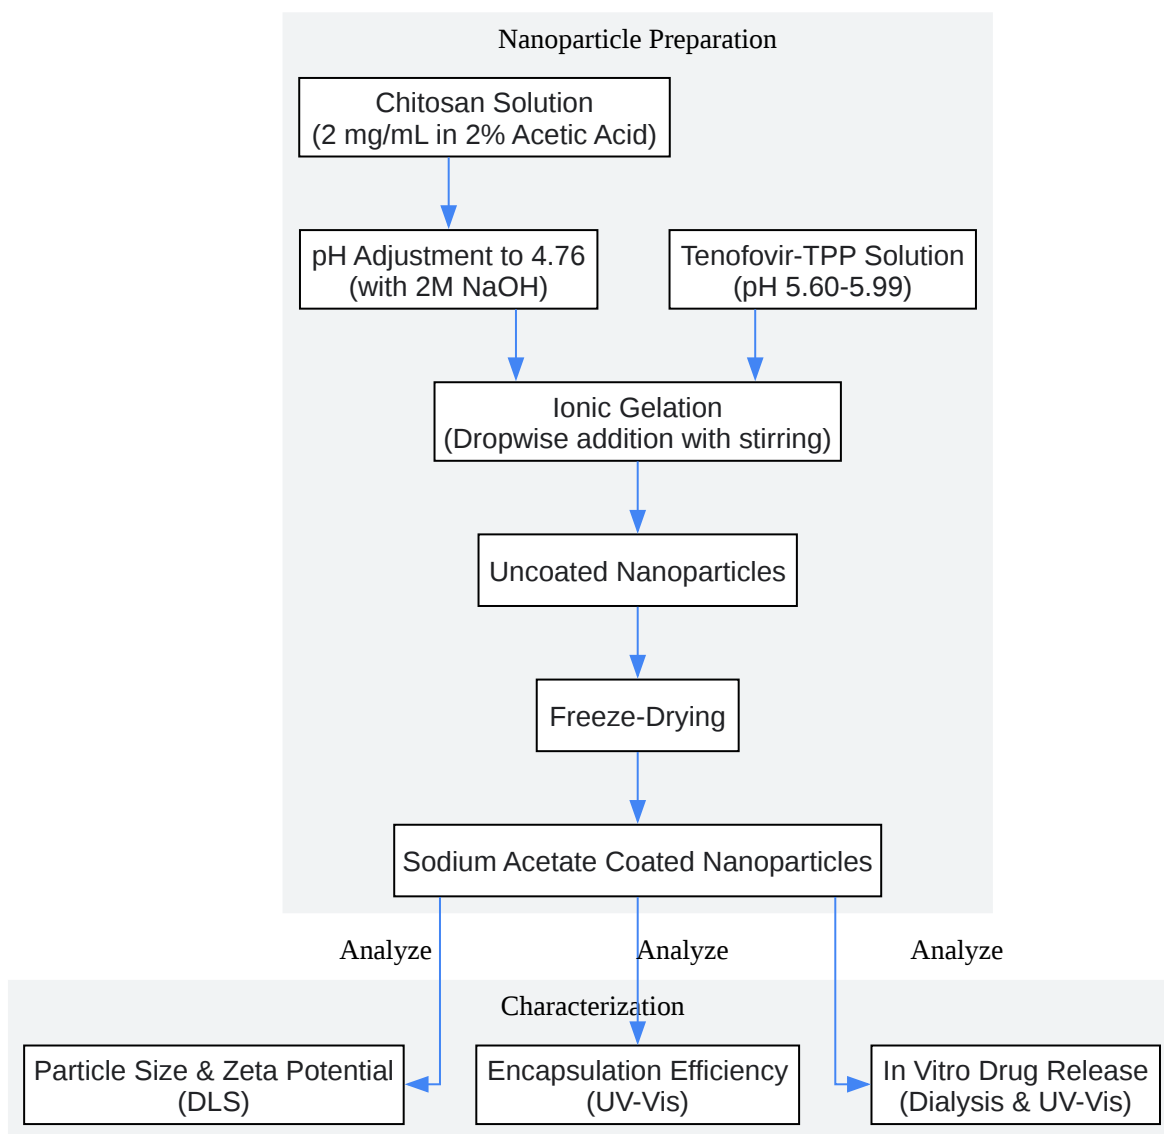 Nanoparticle Preparation
Chitosan Solution
(2 mg/mL in 2% Acetic Acid)
pH Adjustment to 4.76
(with 2M NaOH)
Tenofovir-TPP Solution
(pH 5.60-5.99)
Ionic Gelation
(Dropwise addition with stirring)
Uncoated Nanoparticles
Freeze-Drying
Sodium Acetate Coated Nanoparticles
Analyze
Analyze
Analyze
Characterization
Particle Size & Zeta Potential
(DLS)
Encapsulation Efficiency
(UV-Vis)
In Vitro Drug Release
(Dialysis & UV-Vis)